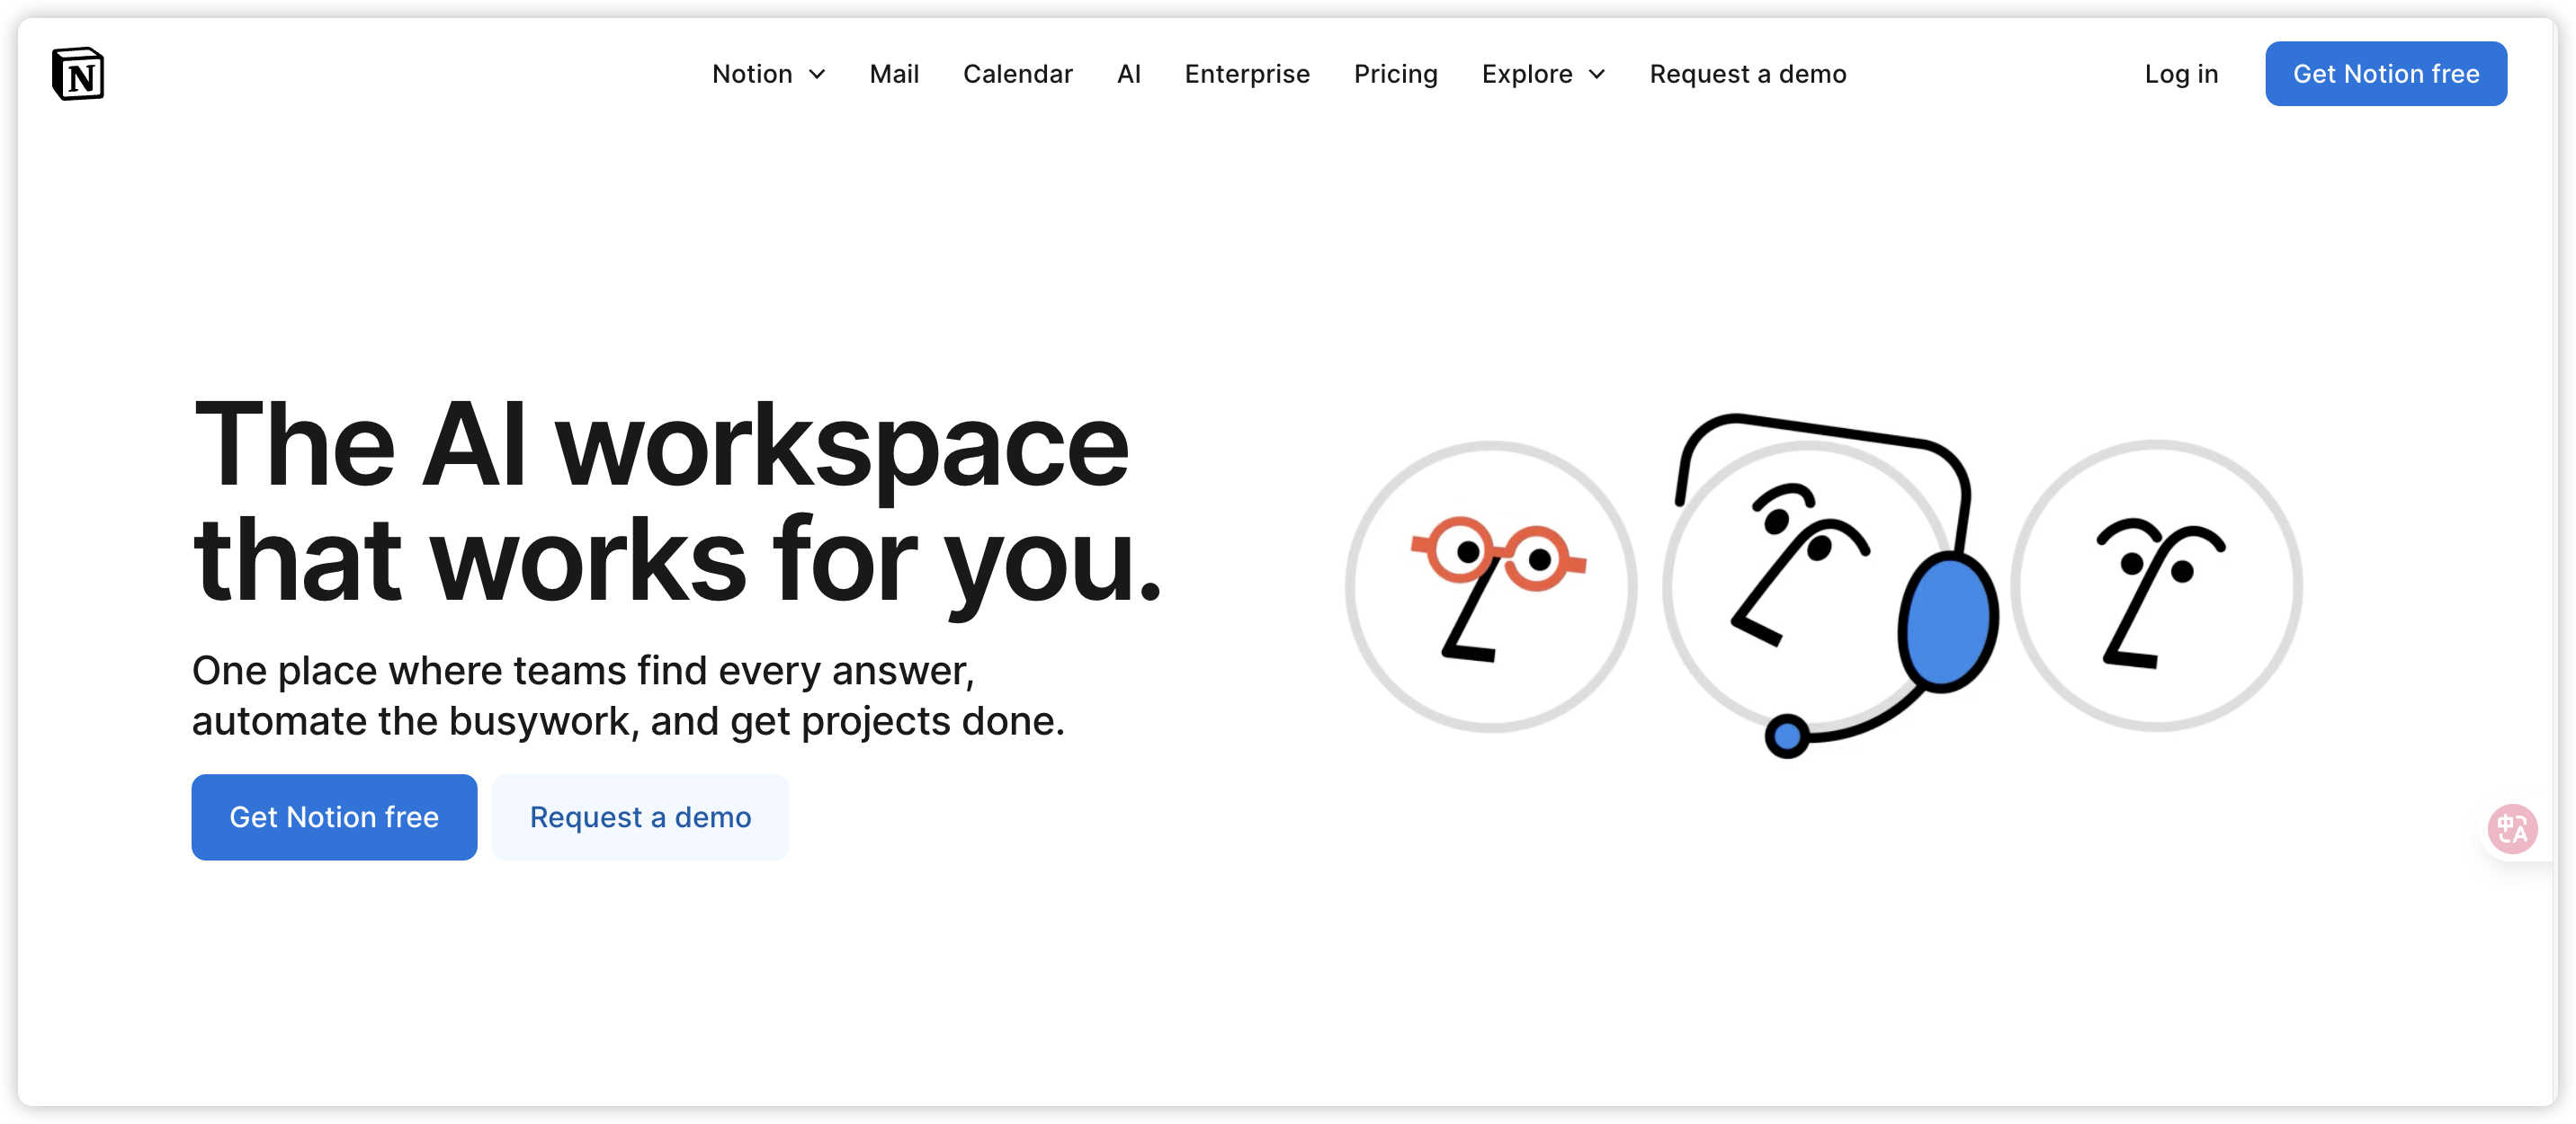 N
Notion
Mail
Calendar
AI
Enterprise
Pricing
Explore
Request a demo
Log in
Get Notion free
The AI workspace
that works for you.
One place where teams find every answer,
automate the busywork, and get projects done.
Get Notion free
Request a demo
中A